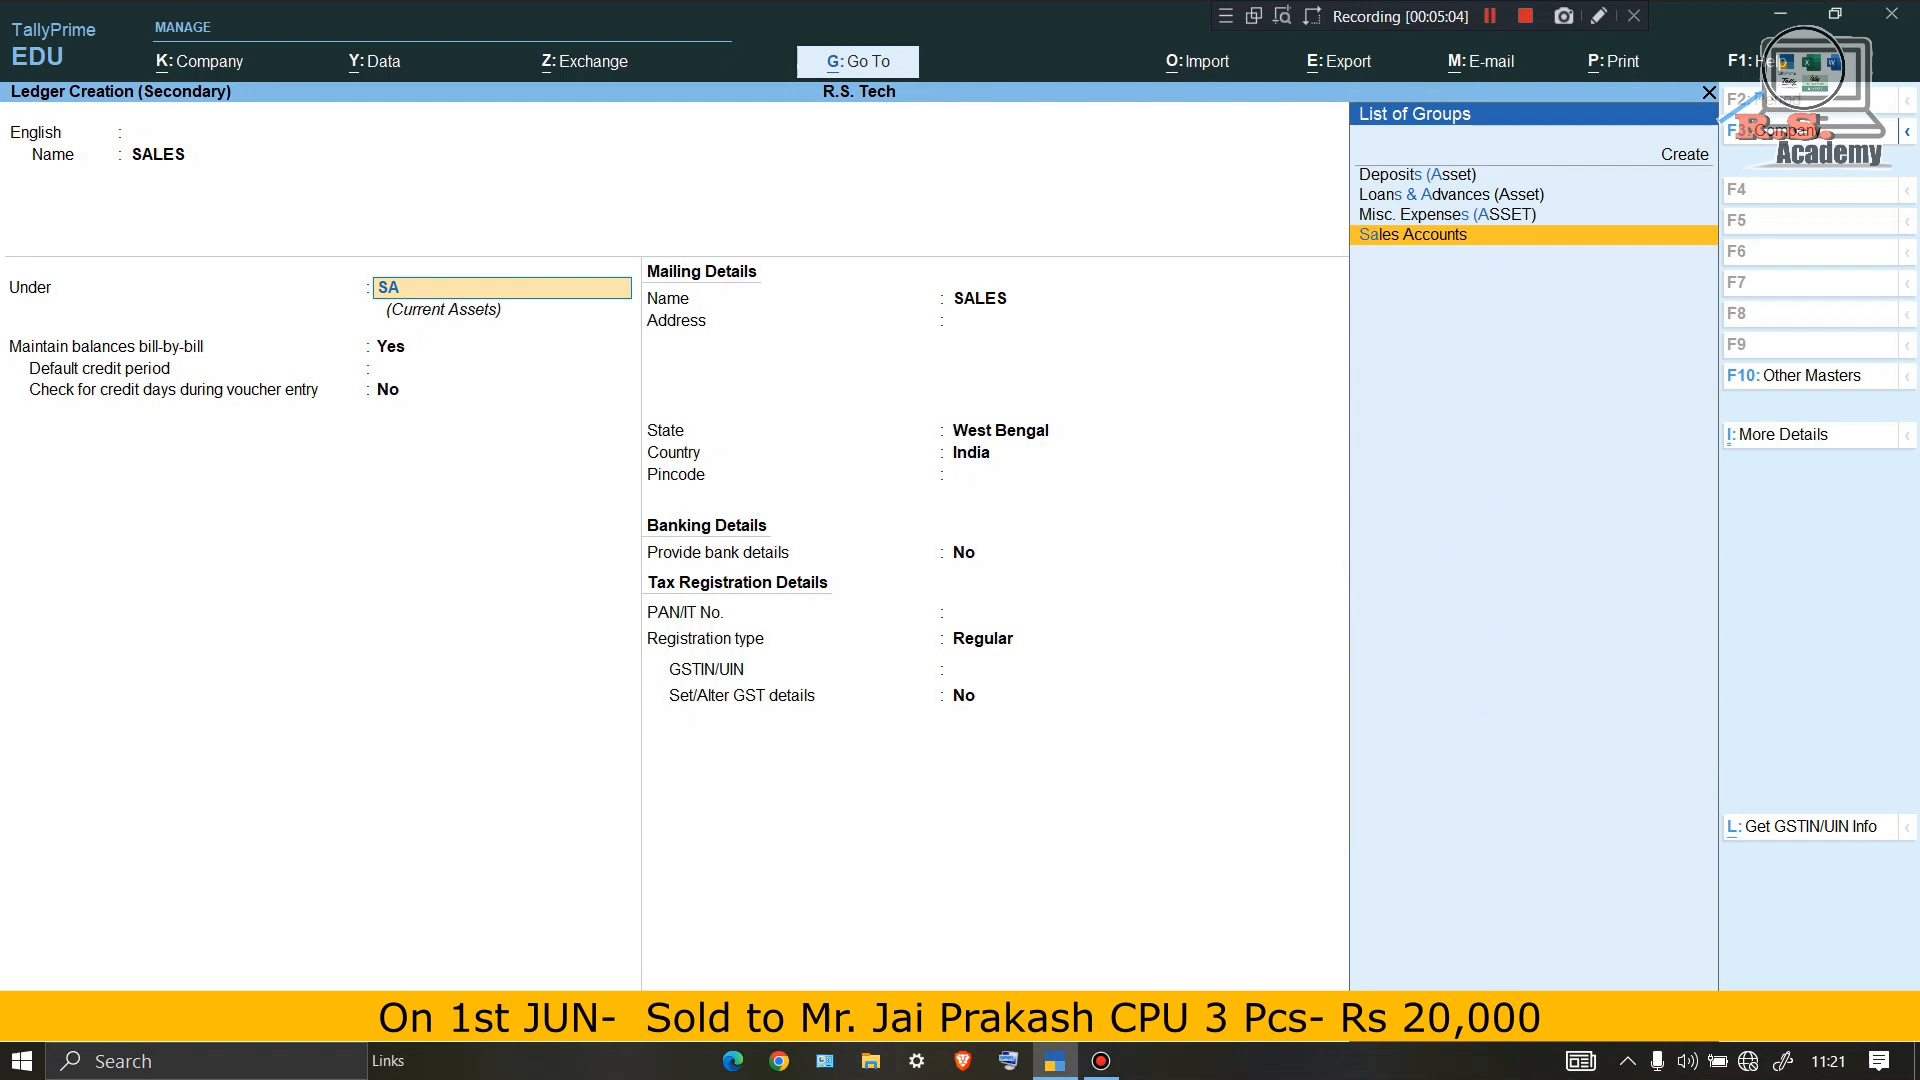 TallyPrime
EDU
MANAGE
K: Company
Y: Data
Z: Exchange
G: Go To
O: Import
E: Export
M: E-mail
P: Print
F1: Help
Recording [00:05:04]
Ledger Creation (Secondary)
R.S. Tech
English :
Name : SALES
Under : SA
(Current Assets)
Maintain balances bill-by-bill : Yes
Default credit period :
Check for credit days during voucher entry : No
Mailing Details
Name : SALES
Address :
State : West Bengal
Country : India
Pincode :
Banking Details
Provide bank details : No
Tax Registration Details
PAN/IT No. :
Registration type : Regular
GSTIN/UIN :
Set/Alter GST details : No
List of Groups
Create
Deposits (Asset)
Loans & Advances (Asset)
Misc. Expenses (ASSET)
Sales Accounts
F2: Period
F3: Company
R.S.
Academy
F4
F5
F6
F7
F8
F9
F10: Other Masters
I: More Details
L: Get GSTIN/UIN Info
On 1st JUN- Sold to Mr. Jai Prakash CPU 3 Pcs- Rs 20,000
Search
Links
11:21